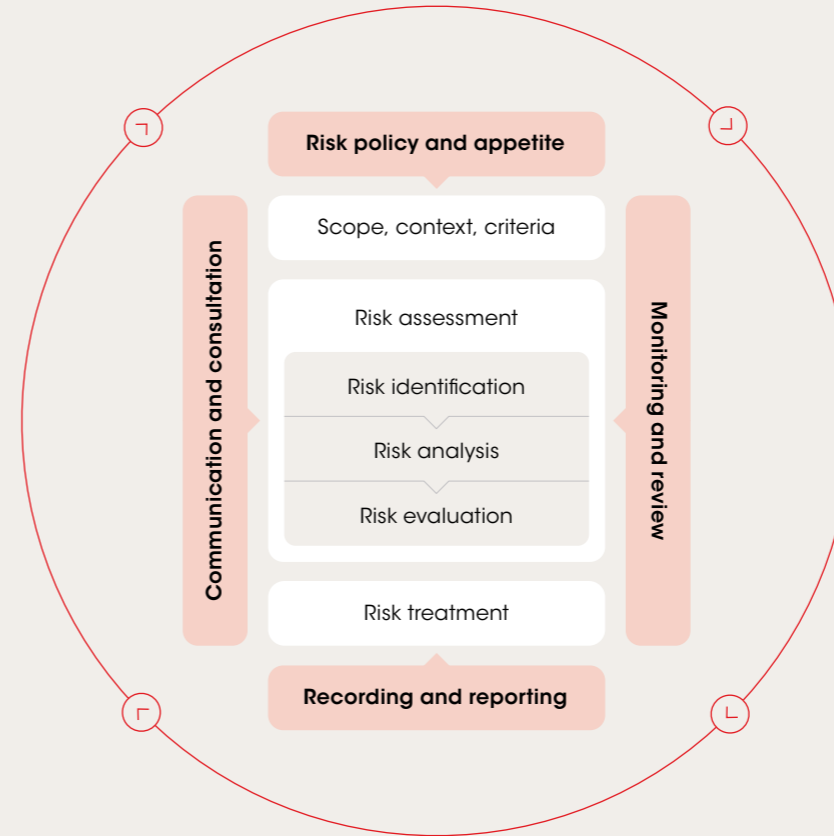 Risk policy and appetite
Scope, context, criteria
Communication and consultation
Risk assessment
Risk identification
Risk analysis
Risk evaluation
Monitoring and review
Risk treatment
Recording and reporting